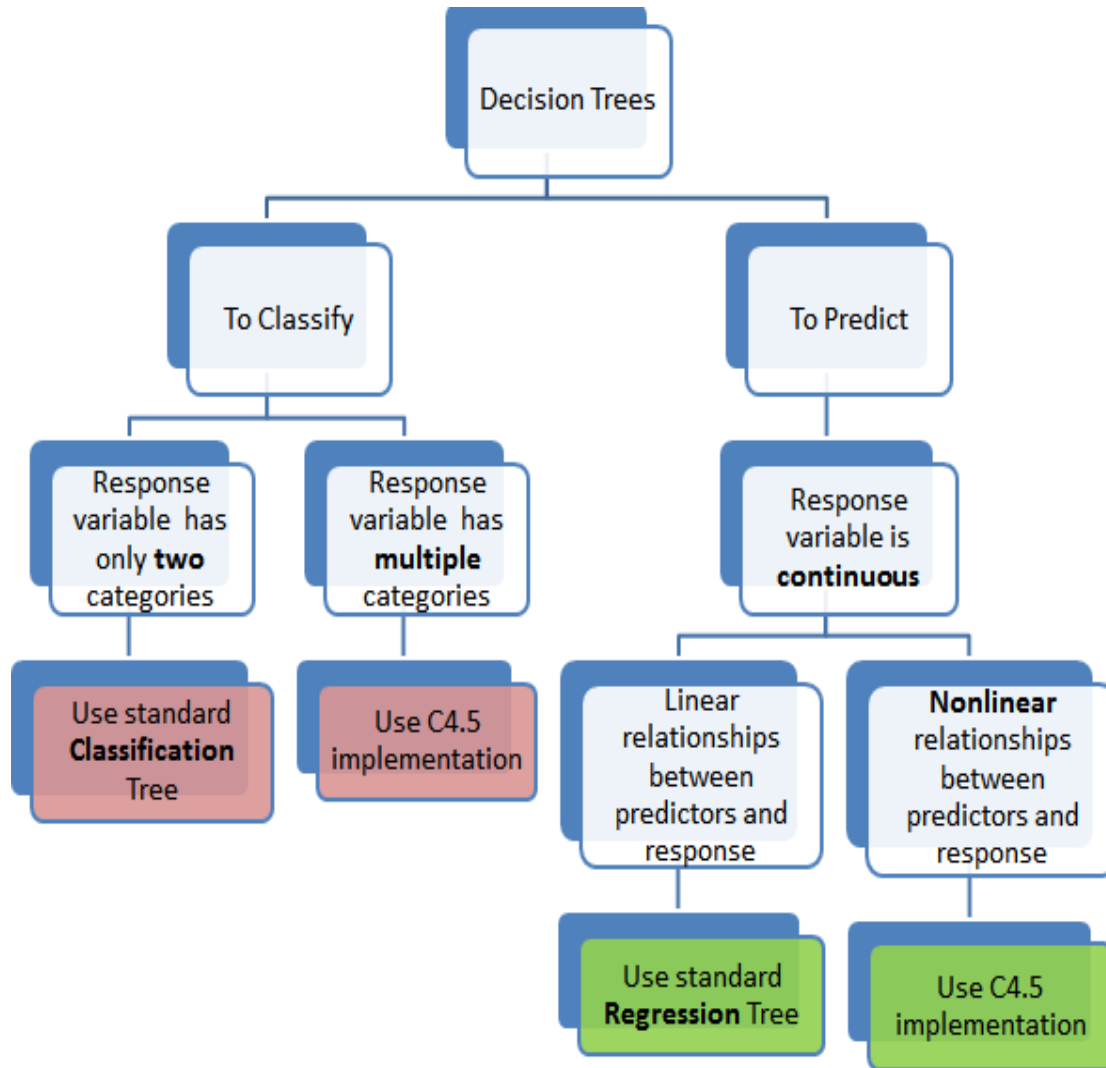 Decision Trees
To Classify
To Predict
Response
variable has
only two
categories
Response
variable has
multiple
categories
Response
variable is
continuous
Use standard
Classification
Tree
Use C4.5
implementation
Linear
relationships
between
predictors and
response
Nonlinear
relationships
between
predictors and
response
Use standard
Regression Tree
Use C4.5
implementation